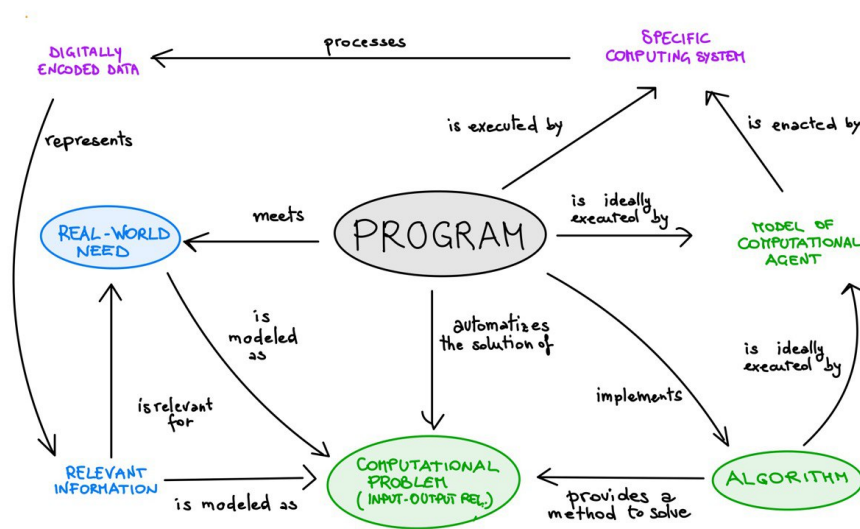 processes
SPECIFIC
COMPUTING SYSTEM
DIGITALLY
ENCODED DATA
represents
is executed by
is enacted by
REAL-WORLD
NEED
meets
PROGRAM
is ideally
executed by
MODEL OF
COMPUTATIONAL
AGENT
is
modeled
as
automatizes
the solution of
is ideally
executed by
is relevant
for
implements
RELEVANT
INFORMATION
is modeled as
COMPUTATIONAL
PROBLEM
(INPUT-OUTPUT REL.)
provides a
method to solve
ALGORITHM